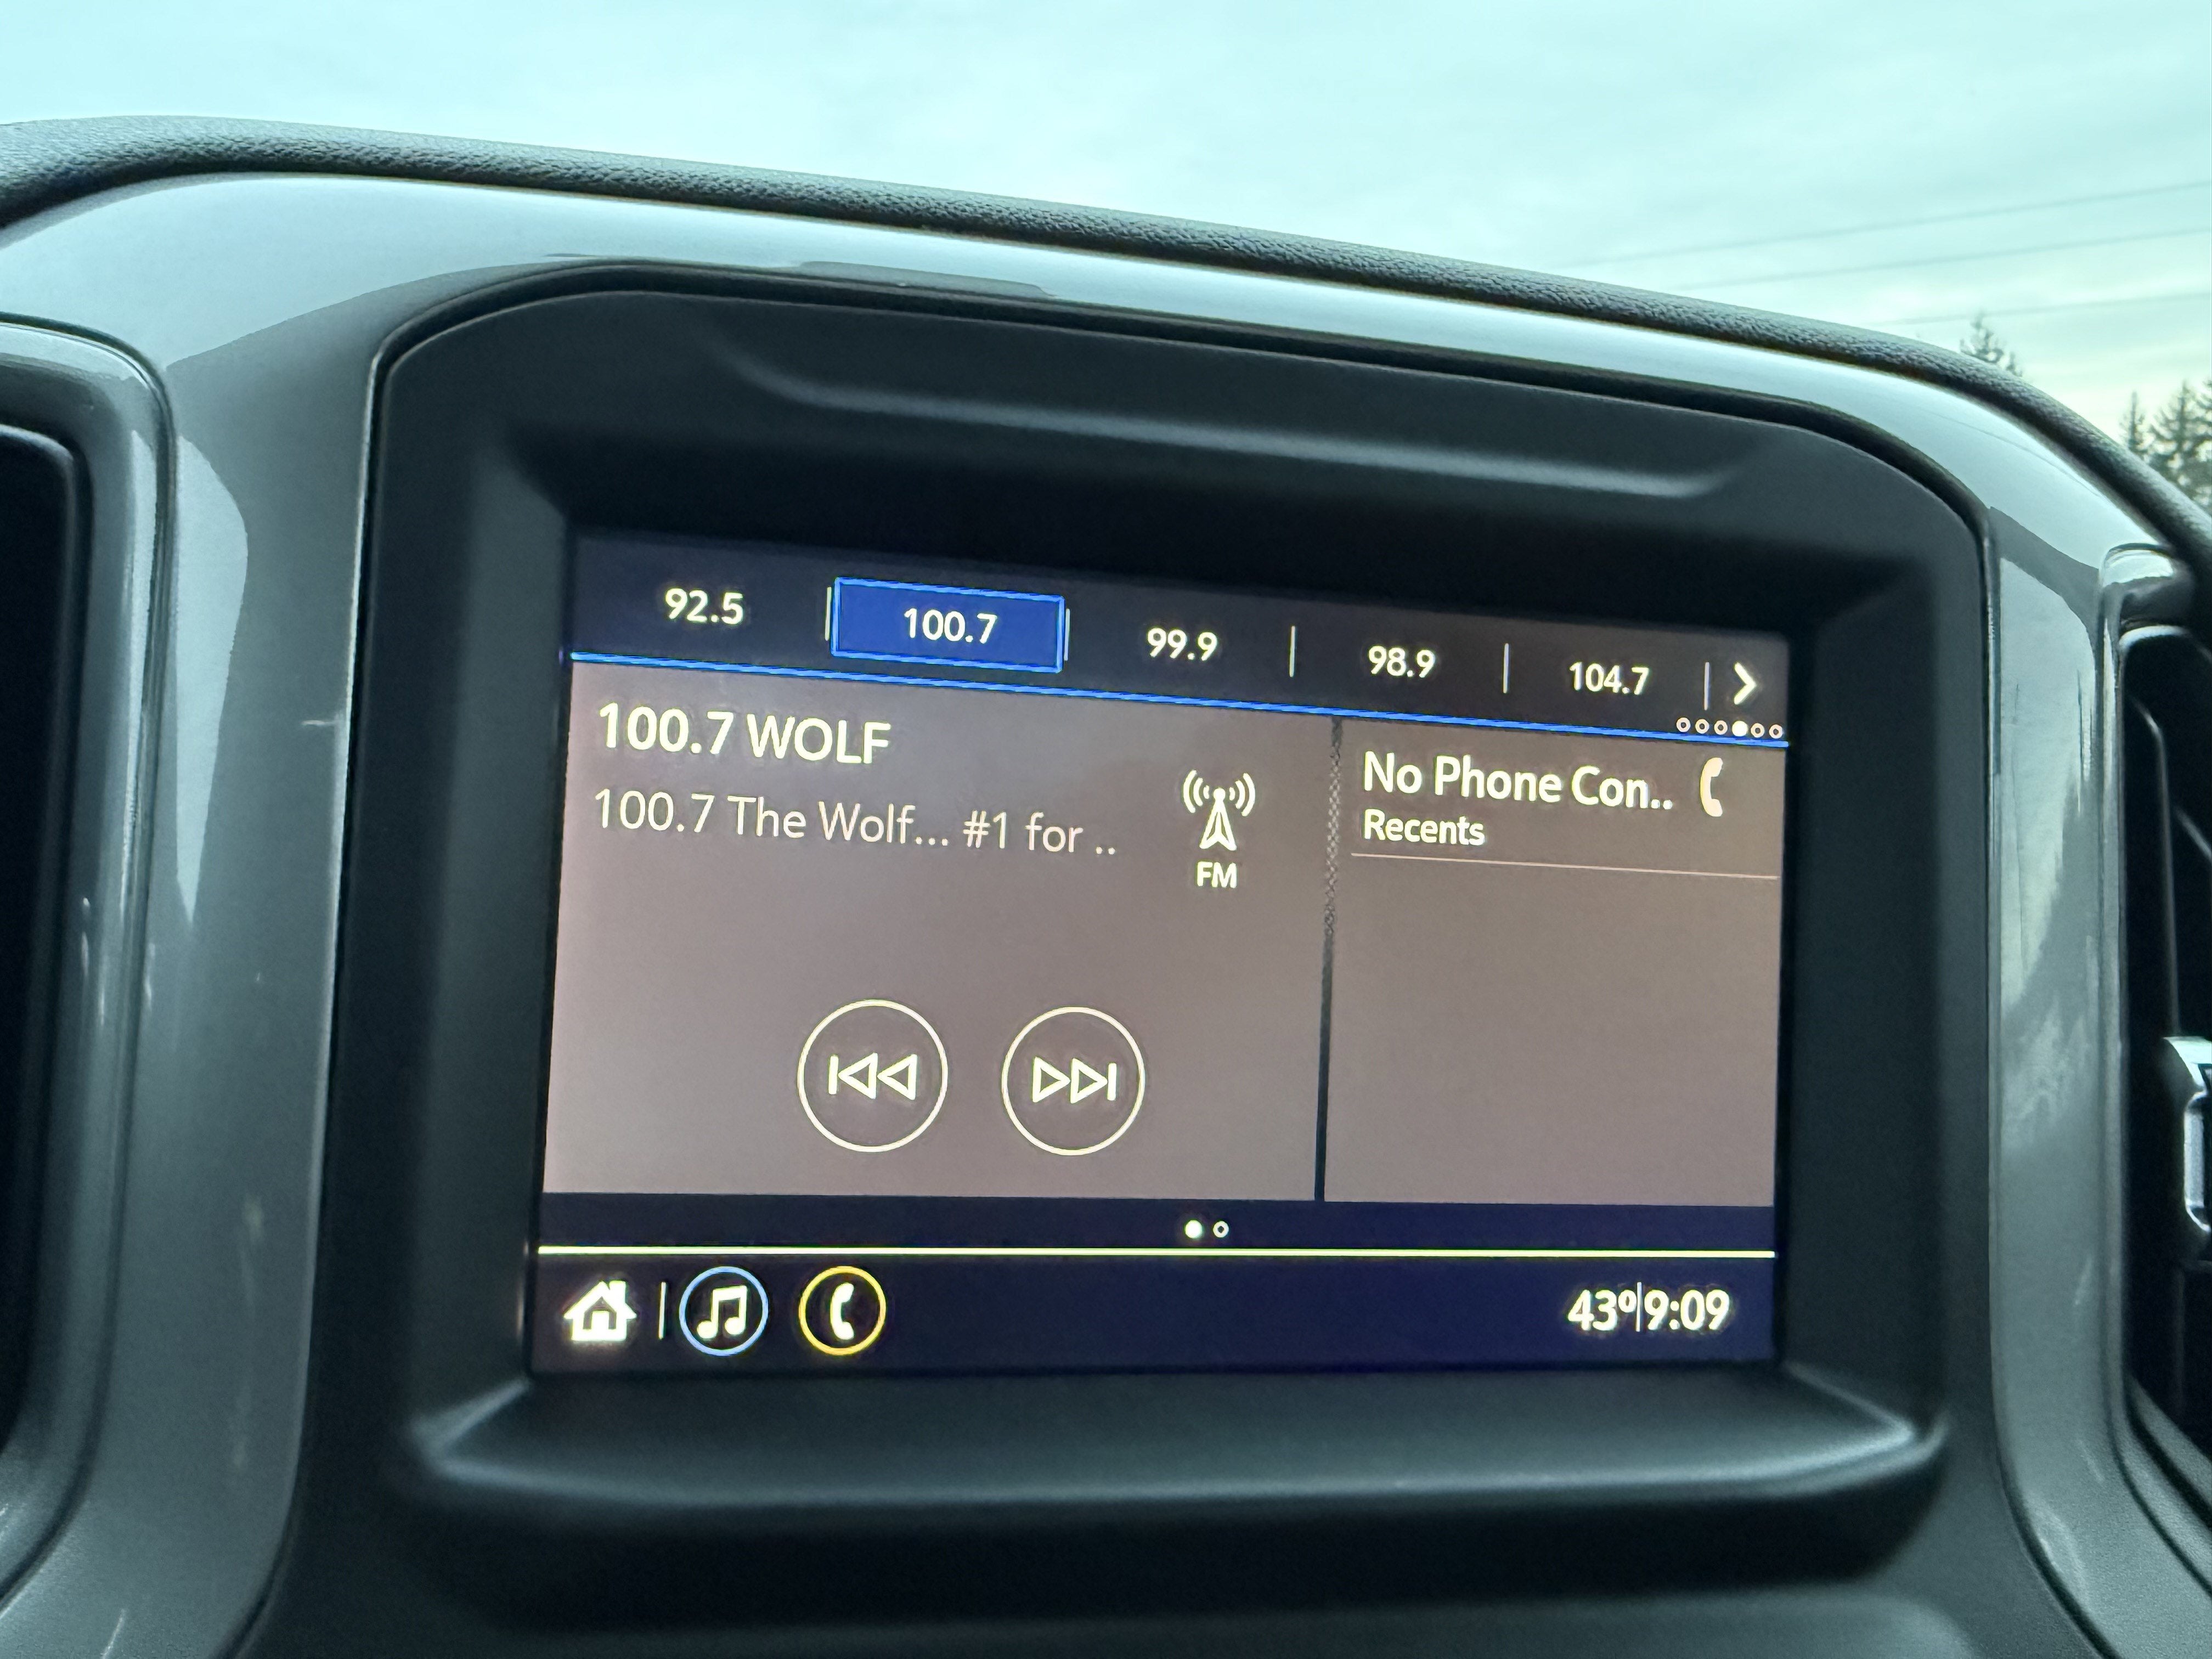 92.5 | 100.7 | 99.9 | 98.9 | 104.7
100.7 WOLF
100.7 The Wolf... #1 for ..
FM
No Phone Con..
Recents
43°|9:09